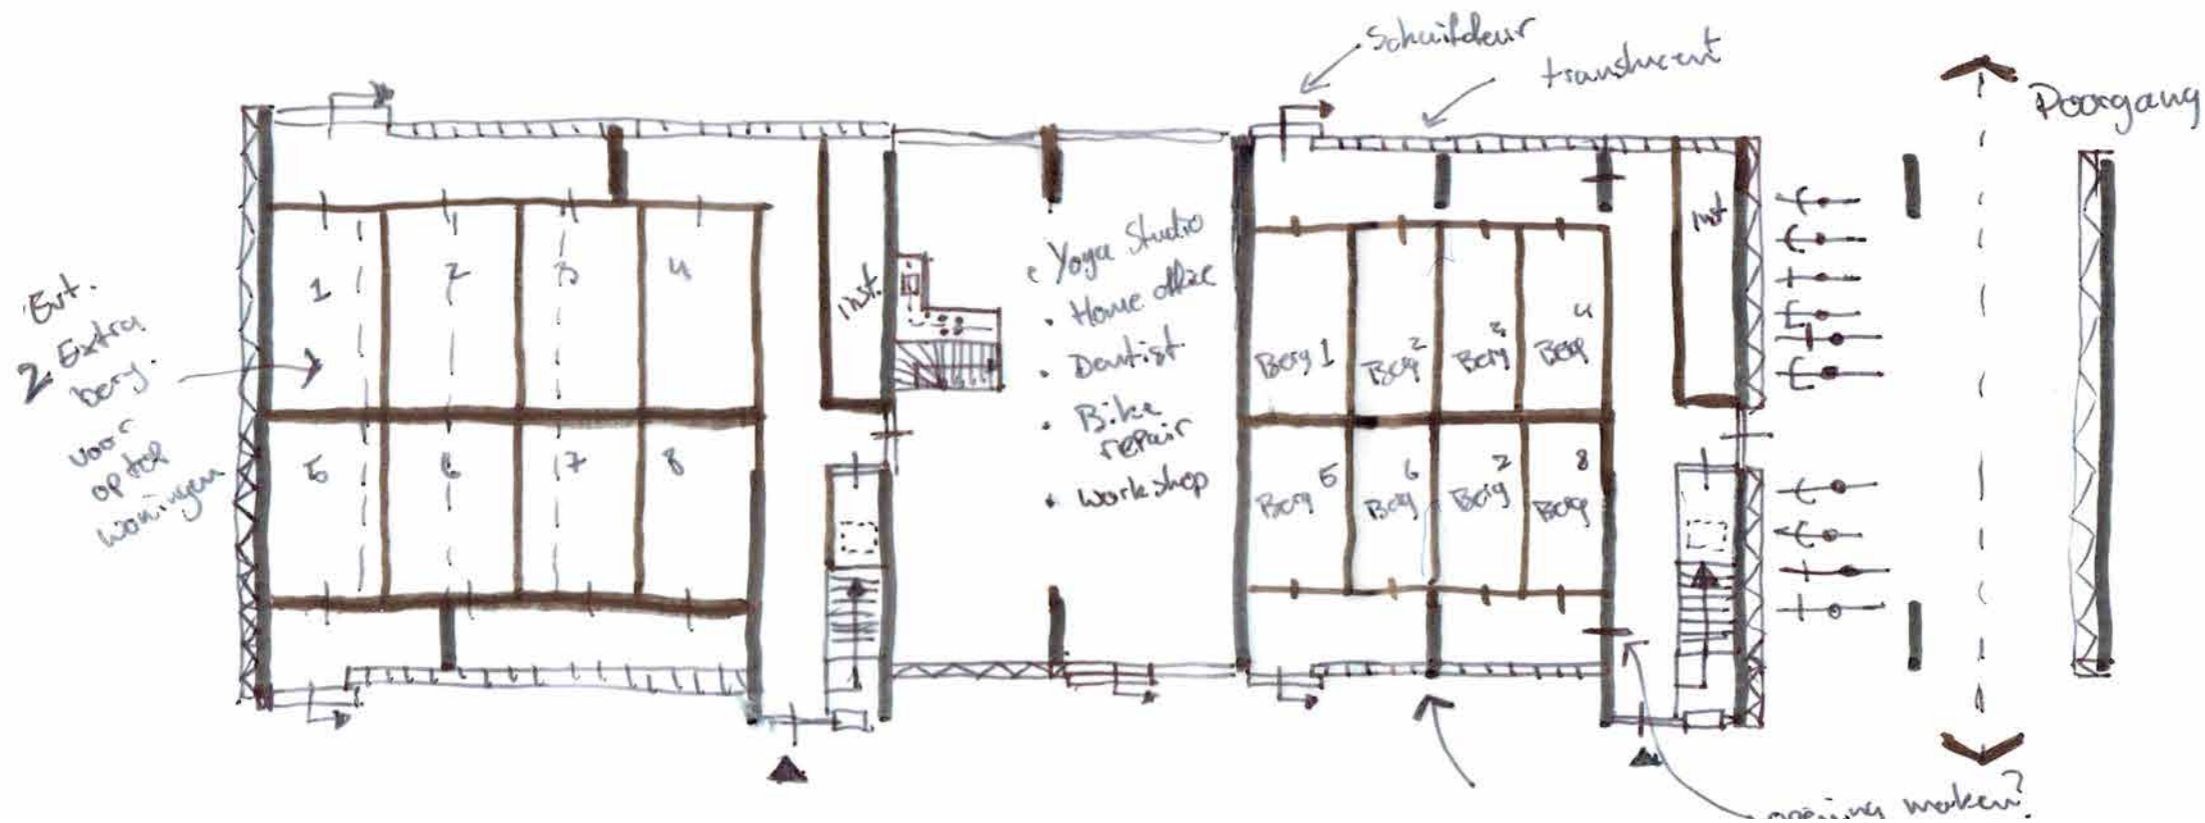 Schuifdeur
translucent
Doorgang
Evt.
2 Extra
berg.
voor
optop
woningen
1
2
3
4
5
6
7
8
inst.
• Yoga Studio
• Home office
• Dentist
• Bike
repair
• Workshop
Berg 1
Berg 2
Berg 3
Berg 4
Berg 5
Berg 6
Berg 7
Berg 8
inst
opening maken?